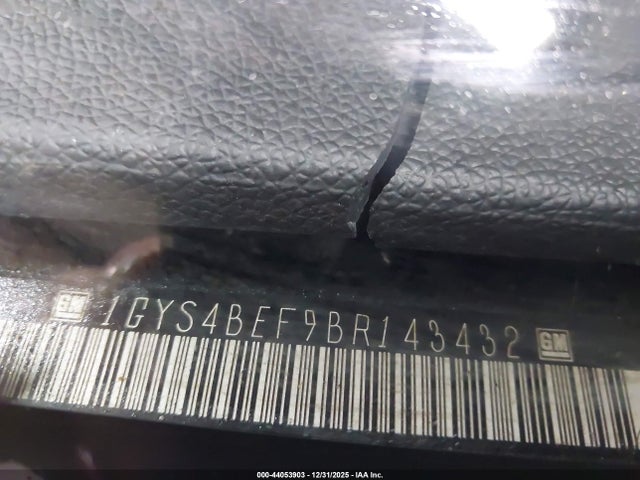 GM 1GYS4BEF9BR143432 GM
000-44053903 - 12/31/2025 - IAA Inc.